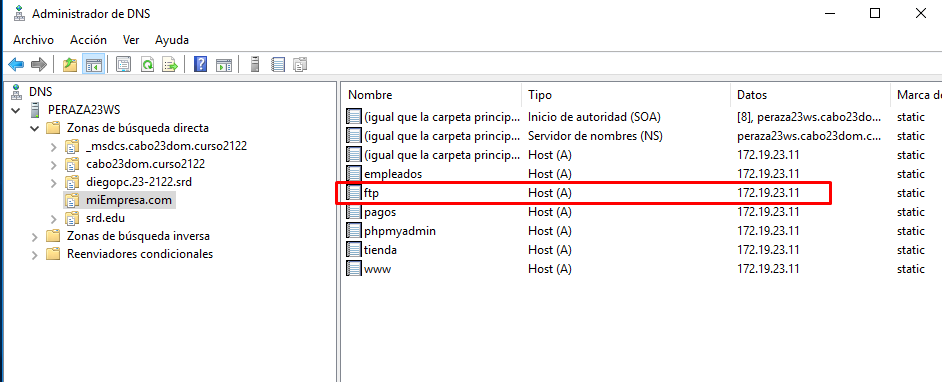 Administrador de DNS
Archivo Acción Ver Ayuda
DNS
PERAZA23WS
Zonas de búsqueda directa
_msdcs.cabo23dom.curso2122
cabo23dom.curso2122
diegopc.23-2122.srd
miEmpresa.com
srd.edu
Zonas de búsqueda inversa
Reenviadores condicionales
Nombre Tipo Datos Marca de
(igual que la carpeta princip... Inicio de autoridad (SOA) [8], peraza23ws.cabo23do... static
(igual que la carpeta princip... Servidor de nombres (NS) peraza23ws.cabo23dom.c... static
(igual que la carpeta princip... Host (A) 172.19.23.11 static
empleados Host (A) 172.19.23.11 static
ftp Host (A) 172.19.23.11 static
pagos Host (A) 172.19.23.11 static
phpmyadmin Host (A) 172.19.23.11 static
tienda Host (A) 172.19.23.11 static
www Host (A) 172.19.23.11 static